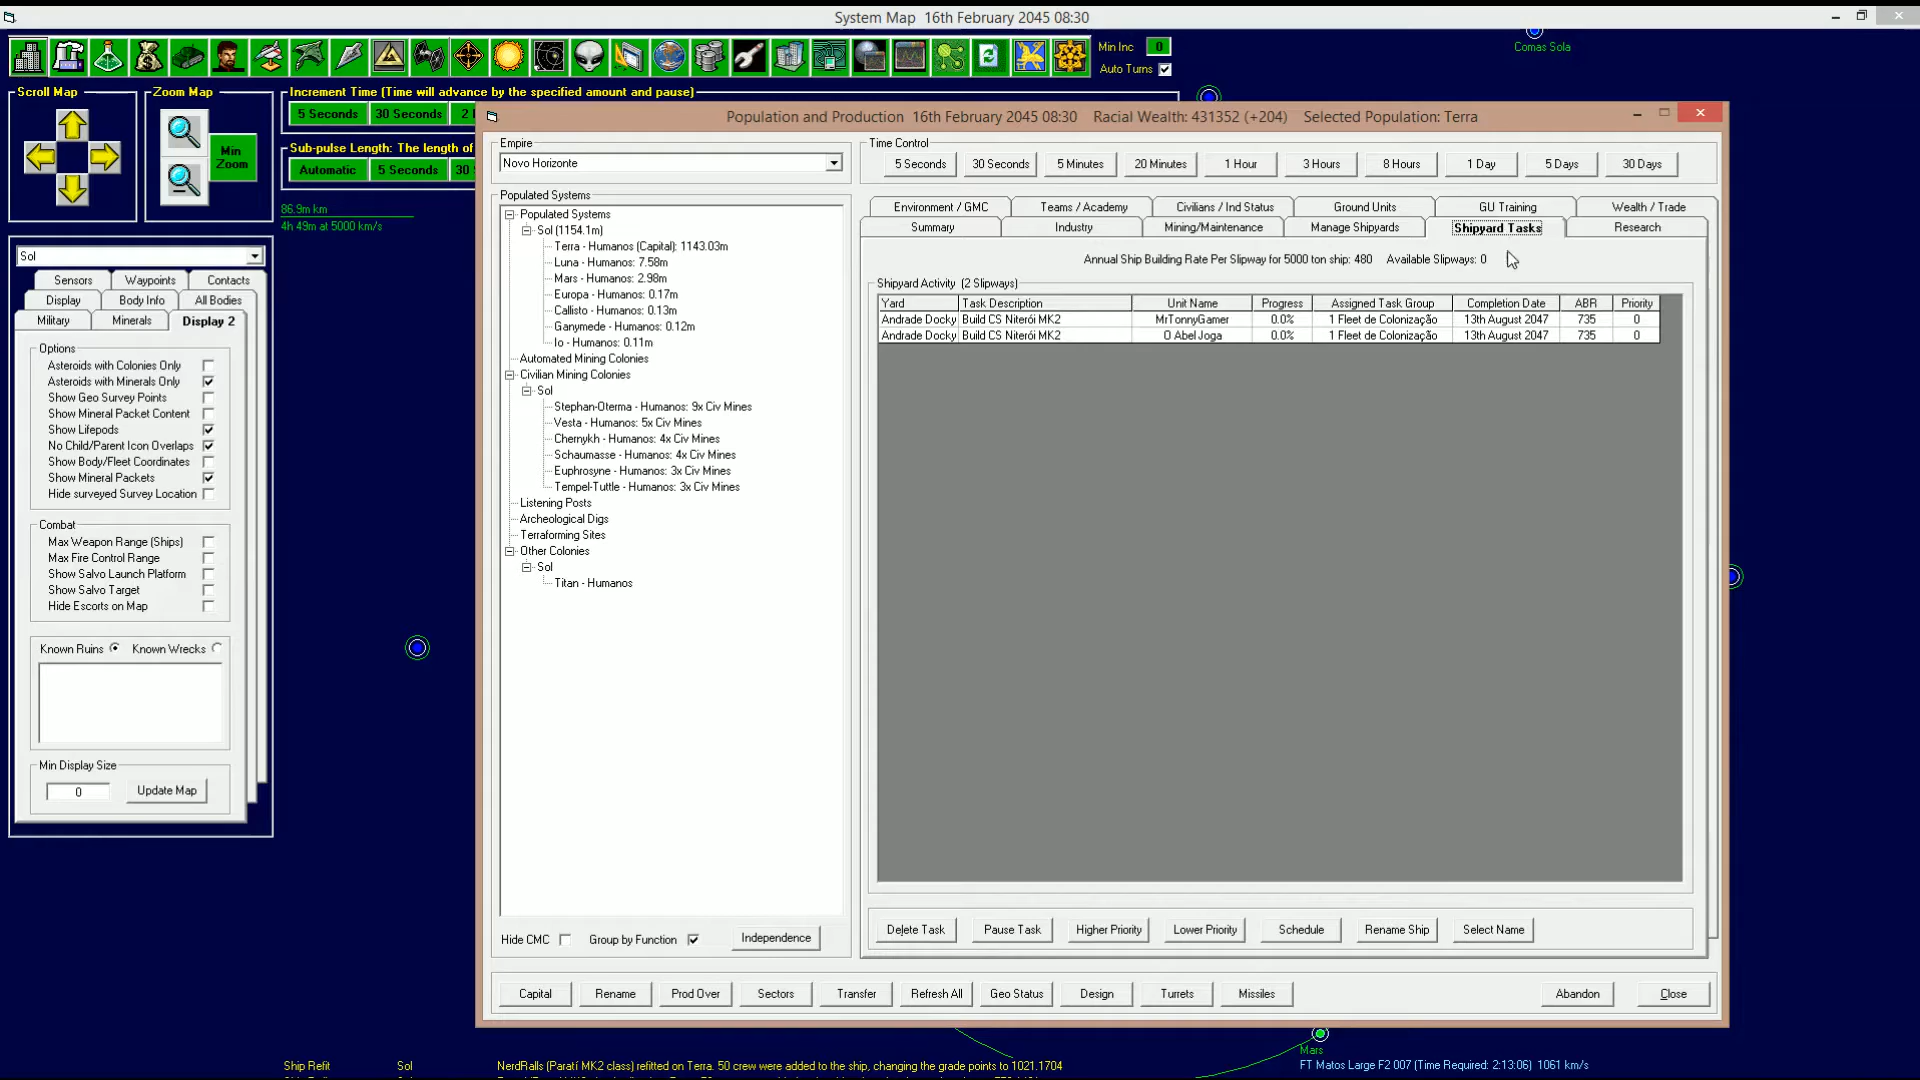 System Map 16th February 2045 08:30
Min Inc 0
Auto Turns
Comas Sola
Scroll Map
Zoom Map
Min Zoom
Increment Time (Time will advance by the specified amount and pause)
5 Seconds 30 Seconds 2
Sub-pulse Length: The length of
Automatic 5 Seconds 30
86.9m km
4h 49m at 5000 km/s
Sol
Sensors Waypoints Contacts
Display Body Info All Bodies
Military Minerals Display 2
Options
Asteroids with Colonies Only
Asteroids with Minerals Only
Show Geo Survey Points
Show Mineral Packet Content
Show Lifepods
No Child/Parent Icon Overlaps
Show Body/Fleet Coordinates
Show Mineral Packets
Hide surveyed Survey Location
Combat
Max Weapon Range (Ships)
Max Fire Control Range
Show Salvo Launch Platform
Show Salvo Target
Hide Escorts on Map
Known Ruins Known Wrecks
Min Display Size
0 Update Map
Population and Production 16th February 2045 08:30 Racial Wealth: 431352 (+204) Selected Population: Terra
Empire
Novo Horizonte
Time Control
5 Seconds 30 Seconds 5 Minutes 20 Minutes 1 Hour 3 Hours 8 Hours 1 Day 5 Days 30 Days
Populated Systems
Populated Systems
Sol (1154.1m)
Terra - Humanos (Capital): 1143.03m
Luna - Humanos: 7.58m
Mars - Humanos: 2.98m
Europa - Humanos: 0.17m
Callisto - Humanos: 0.13m
Ganymede - Humanos: 0.12m
Io - Humanos: 0.11m
Automated Mining Colonies
Civilian Mining Colonies
Sol
Stephan-Oterma - Humanos: 9x Civ Mines
Vesta - Humanos: 5x Civ Mines
Chernykh - Humanos: 4x Civ Mines
Schaumasse - Humanos: 4x Civ Mines
Euphrosyne - Humanos: 3x Civ Mines
Tempel-Tuttle - Humanos: 3x Civ Mines
Listening Posts
Archeological Digs
Terraforming Sites
Other Colonies
Sol
Titan - Humanos
Hide CMC Group by Function Independence
Environment / GMC Teams / Academy Civilians / Ind Status Ground Units GU Training Wealth / Trade
Summary Industry Mining/Maintenance Manage Shipyards Shipyard Tasks Research
Annual Ship Building Rate Per Slipway for 5000 ton ship: 480 Available Slipways: 0
Shipyard Activity (2 Slipways)
Yard Task Description Unit Name Progress Assigned Task Group Completion Date ABR Priority
Andrade Docky Build CS Niterói MK2 MrTonnyGamer 0.0% 1 Fleet de Colonização 13th August 2047 735 0
Andrade Docky Build CS Niterói MK2 O Abel Joga 0.0% 1 Fleet de Colonização 13th August 2047 735 0
Delete Task Pause Task Higher Priority Lower Priority Schedule Rename Ship Select Name
Capital Rename Prod Over Sectors Transfer Refresh All Geo Status Design Turrets Missiles Abandon Close
Mars
FT Matos Large F2 007 (Time Required: 2:13:06) 1061 km/s
Ship Refit Sol NerdRalls (Paratí MK2 class) refitted on Terra. 50 crew were added to the ship, changing the grade points to 1021.1704